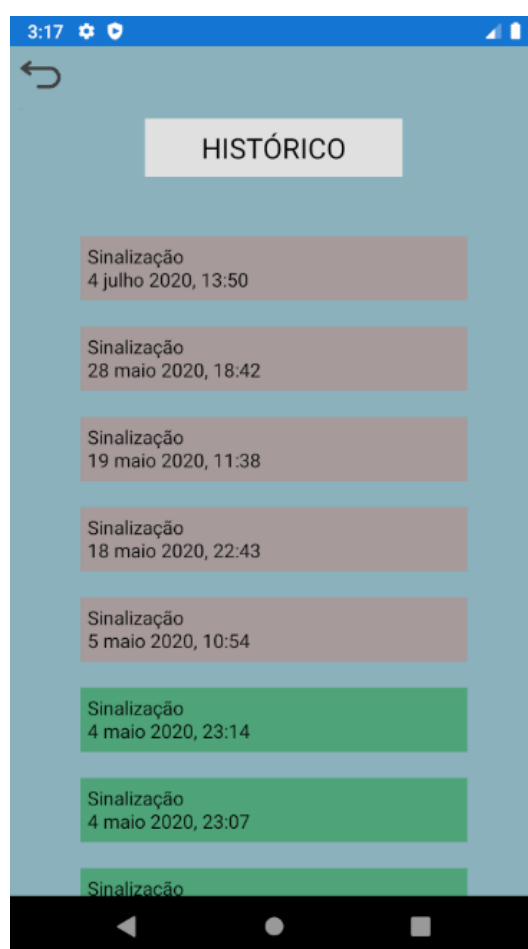 3:17
HISTÓRICO
Sinalização
4 julho 2020, 13:50
Sinalização
28 maio 2020, 18:42
Sinalização
19 maio 2020, 11:38
Sinalização
18 maio 2020, 22:43
Sinalização
5 maio 2020, 10:54
Sinalização
4 maio 2020, 23:14
Sinalização
4 maio 2020, 23:07
Sinalização